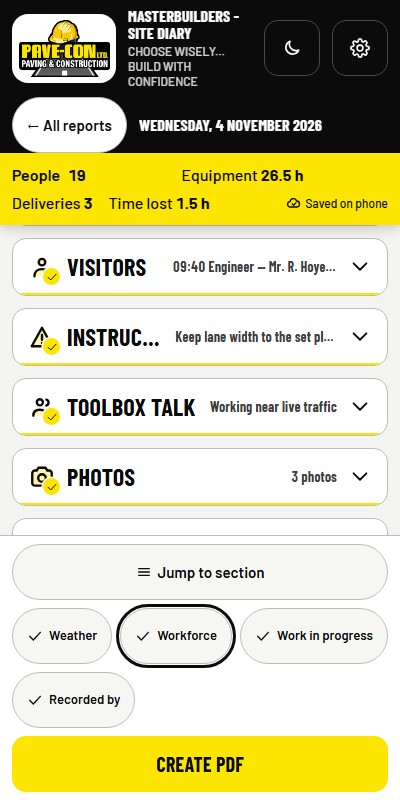 PAVE-CON LTD.
PAVING & CONSTRUCTION
MASTERBUILDERS -
SITE DIARY
CHOOSE WISELY...
BUILD WITH
CONFIDENCE
← All reports
WEDNESDAY, 4 NOVEMBER 2026
People 19
Equipment 26.5 h
Deliveries 3
Time lost 1.5 h
Saved on phone
VISITORS
09:40 Engineer — Mr. R. Hoye...
INSTRUC...
Keep lane width to the set pl...
TOOLBOX TALK
Working near live traffic
PHOTOS
3 photos
Jump to section
Weather
Workforce
Work in progress
Recorded by
CREATE PDF